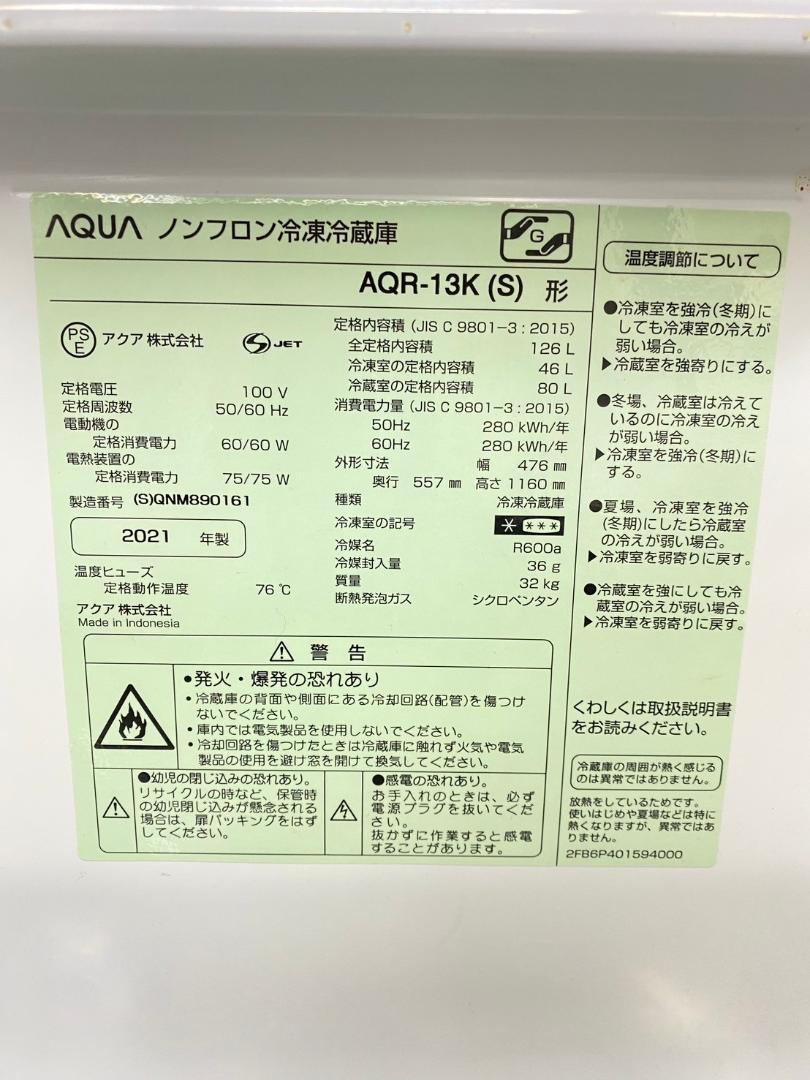 AQUA ノンフロン冷凍冷蔵庫
G
AQR-13K (S) 形
PS
E
アクア 株式会社
S JET
定格電圧 100 V
定格周波数 50/60 Hz
電動機の
定格消費電力 60/60 W
電熱装置の
定格消費電力 75/75 W
製造番号 (S)QNM890161
2021 年製
温度ヒューズ
定格動作温度 76 ℃
アクア 株式会社
Made in Indonesia
定格内容積 (JIS C 9801-3 : 2015)
全定格内容積 126 L
冷凍室の定格内容積 46 L
冷蔵室の定格内容積 80 L
消費電力量 (JIS C 9801-3 : 2015)
50Hz 280 kWh/年
60Hz 280 kWh/年
外形寸法 幅 476 mm
奥行 557 mm 高さ 1160 mm
種類 冷凍冷蔵庫
冷凍室の記号 * ***
冷媒名 R600a
冷媒封入量 36 g
質量 32 kg
断熱発泡ガス シクロペンタン
⚠ 警 告
●発火・爆発の恐れあり
・冷蔵庫の背面や側面にある冷却回路(配管)を傷つけ
ないでください。
・庫内では電気製品を使用しないでください。
・冷却回路を傷つけたときは冷蔵庫に触れず火気や電気
製品の使用を避け窓を開けて換気してください。
●幼児の閉じ込みの恐れあり。
リサイクルの時など、保管時
の幼児閉じ込みが懸念される
場合は、扉パッキングをはず
してください。
●感電の恐れあり。
お手入れのときは、必ず
電源プラグを抜いてくだ
さい。
抜かずに作業すると感電
することがあります。
温度調節について
●冷凍室を強冷(冬期)に
しても冷凍室の冷えが
弱い場合。
▶冷蔵室を強寄りにする。
●冬場、冷蔵室は冷えて
いるのに冷凍室の冷え
が弱い場合。
▶冷凍室を強冷(冬期)に
する。
●夏場、冷凍室を強冷
(冬期)にしたら冷蔵室
の冷えが弱い場合。
▶冷凍室を弱寄りに戻す。
●冷蔵室を強にしても冷
蔵室の冷えが弱い場合。
▶冷凍室を弱寄りに戻す。
くわしくは取扱説明書
をお読みください。
冷蔵庫の周囲が熱く感じる
のは異常ではありません。
放熱をしているためです。
使いはじめや夏場などは特に
熱くなりますが、異常ではあ
りません。
2FB6P401594000